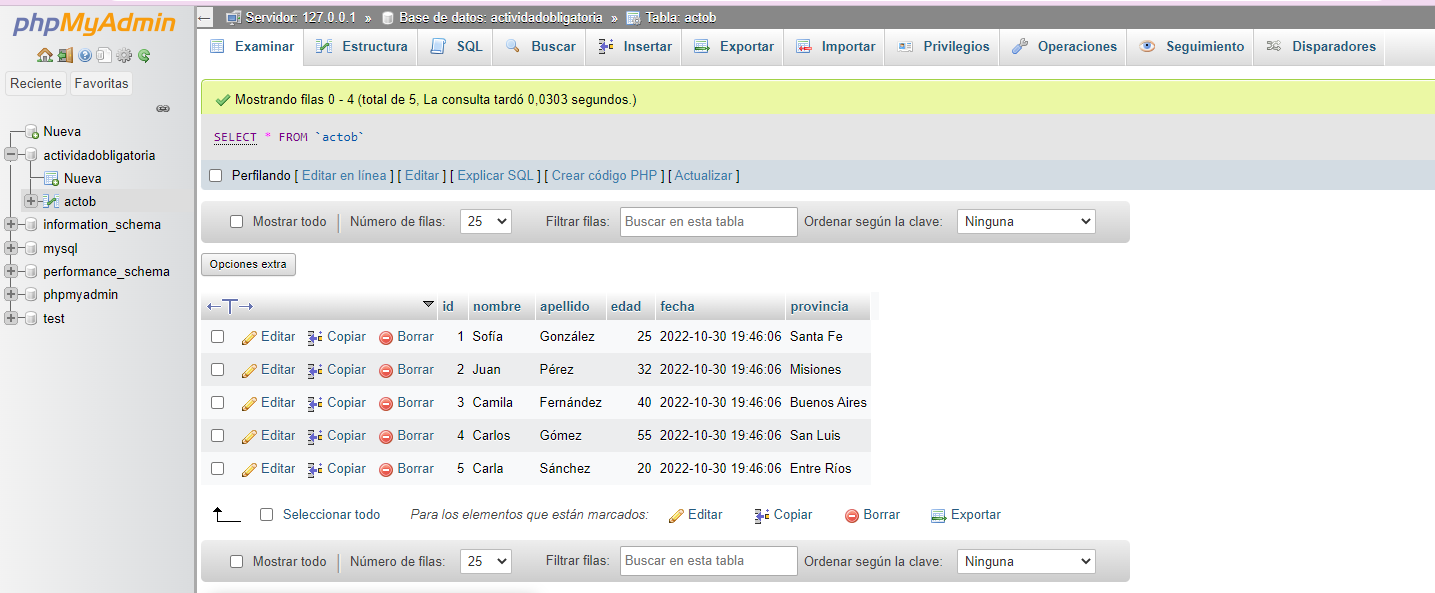 phpMyAdmin
Reciente Favoritas
Nueva
actividadobligatoria
Nueva
actob
information_schema
mysql
performance_schema
phpmyadmin
test
Servidor: 127.0.0.1 » Base de datos: actividadobligatoria » Tabla: actob
Examinar Estructura SQL Buscar Insertar Exportar Importar Privilegios Operaciones Seguimiento Disparadores
Mostrando filas 0 - 4 (total de 5, La consulta tardó 0,0303 segundos.)
SELECT * FROM `actob`
Perfilando [ Editar en línea ] [ Editar ] [ Explicar SQL ] [ Crear código PHP ] [ Actualizar ]
Mostrar todo | Número de filas: 25 Filtrar filas: Buscar en esta tabla Ordenar según la clave: Ninguna
Opciones extra
←T→ id nombre apellido edad fecha provincia
Editar Copiar Borrar 1 Sofía González 25 2022-10-30 19:46:06 Santa Fe
Editar Copiar Borrar 2 Juan Pérez 32 2022-10-30 19:46:06 Misiones
Editar Copiar Borrar 3 Camila Fernández 40 2022-10-30 19:46:06 Buenos Aires
Editar Copiar Borrar 4 Carlos Gómez 55 2022-10-30 19:46:06 San Luis
Editar Copiar Borrar 5 Carla Sánchez 20 2022-10-30 19:46:06 Entre Ríos
Seleccionar todo Para los elementos que están marcados: Editar Copiar Borrar Exportar
Mostrar todo | Número de filas: 25 Filtrar filas: Buscar en esta tabla Ordenar según la clave: Ninguna